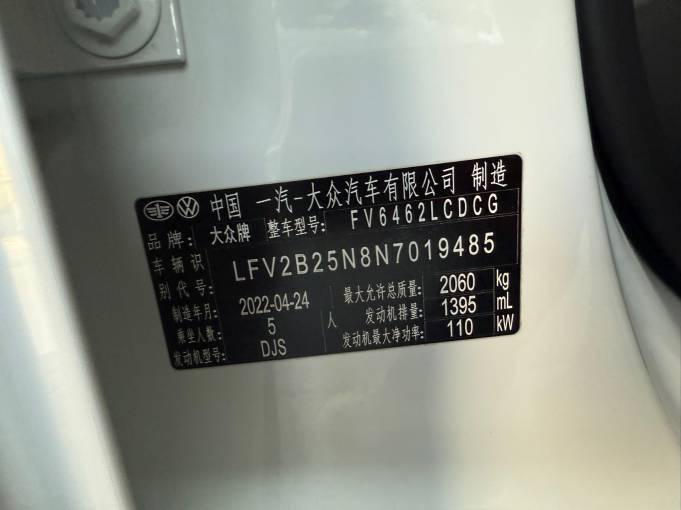 中国 一汽-大众汽车有限公司 制造
品牌: 大众牌 整车型号: FV6462LCDCG
车辆识别代号: LFV2B25N8N7019485
制造年月: 2022-04-24 最大允许总质量: 2060 kg
乘坐人数: 5 人 发动机排量: 1395 mL
发动机型号: DJS 发动机最大净功率: 110 kW